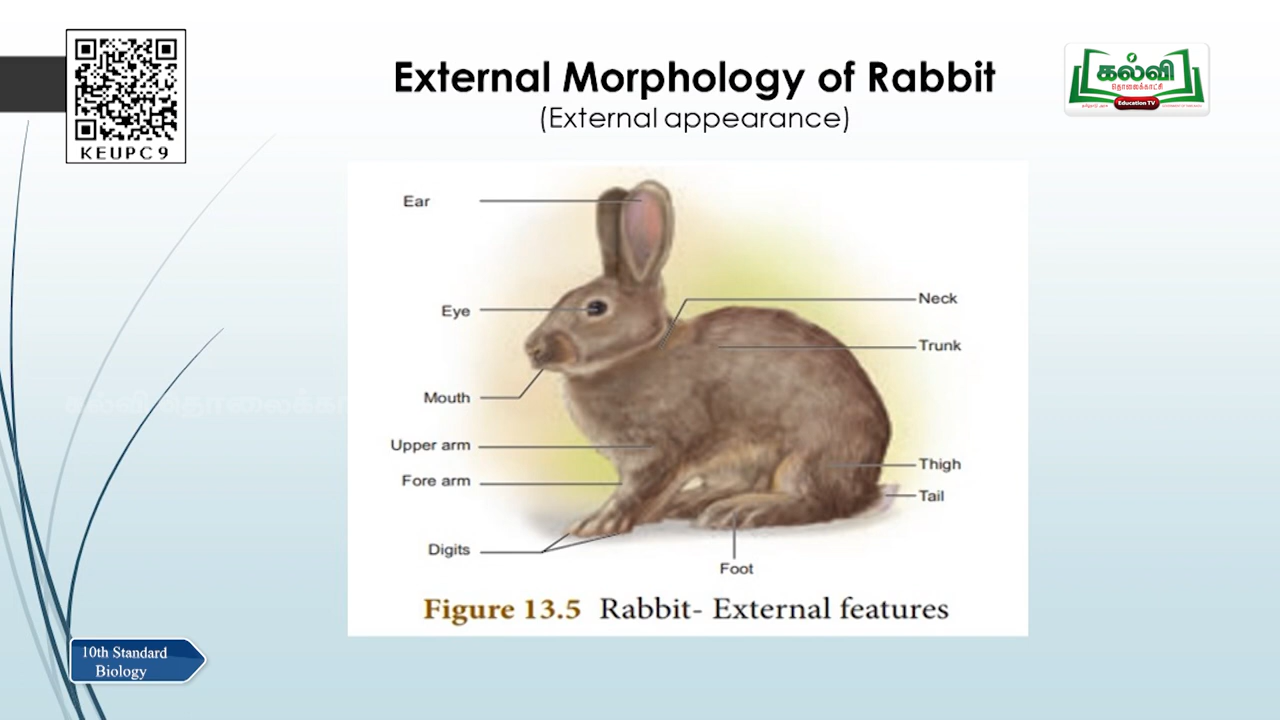 External Morphology of Rabbit
(External appearance)
KEUPC9
கல்வி
தொலைக்காட்சி
Education TV
Ear
Eye
Mouth
Upper arm
Fore arm
Digits
Neck
Trunk
Thigh
Tail
Foot
Figure 13.5 Rabbit- External features
10th Standard
Biology